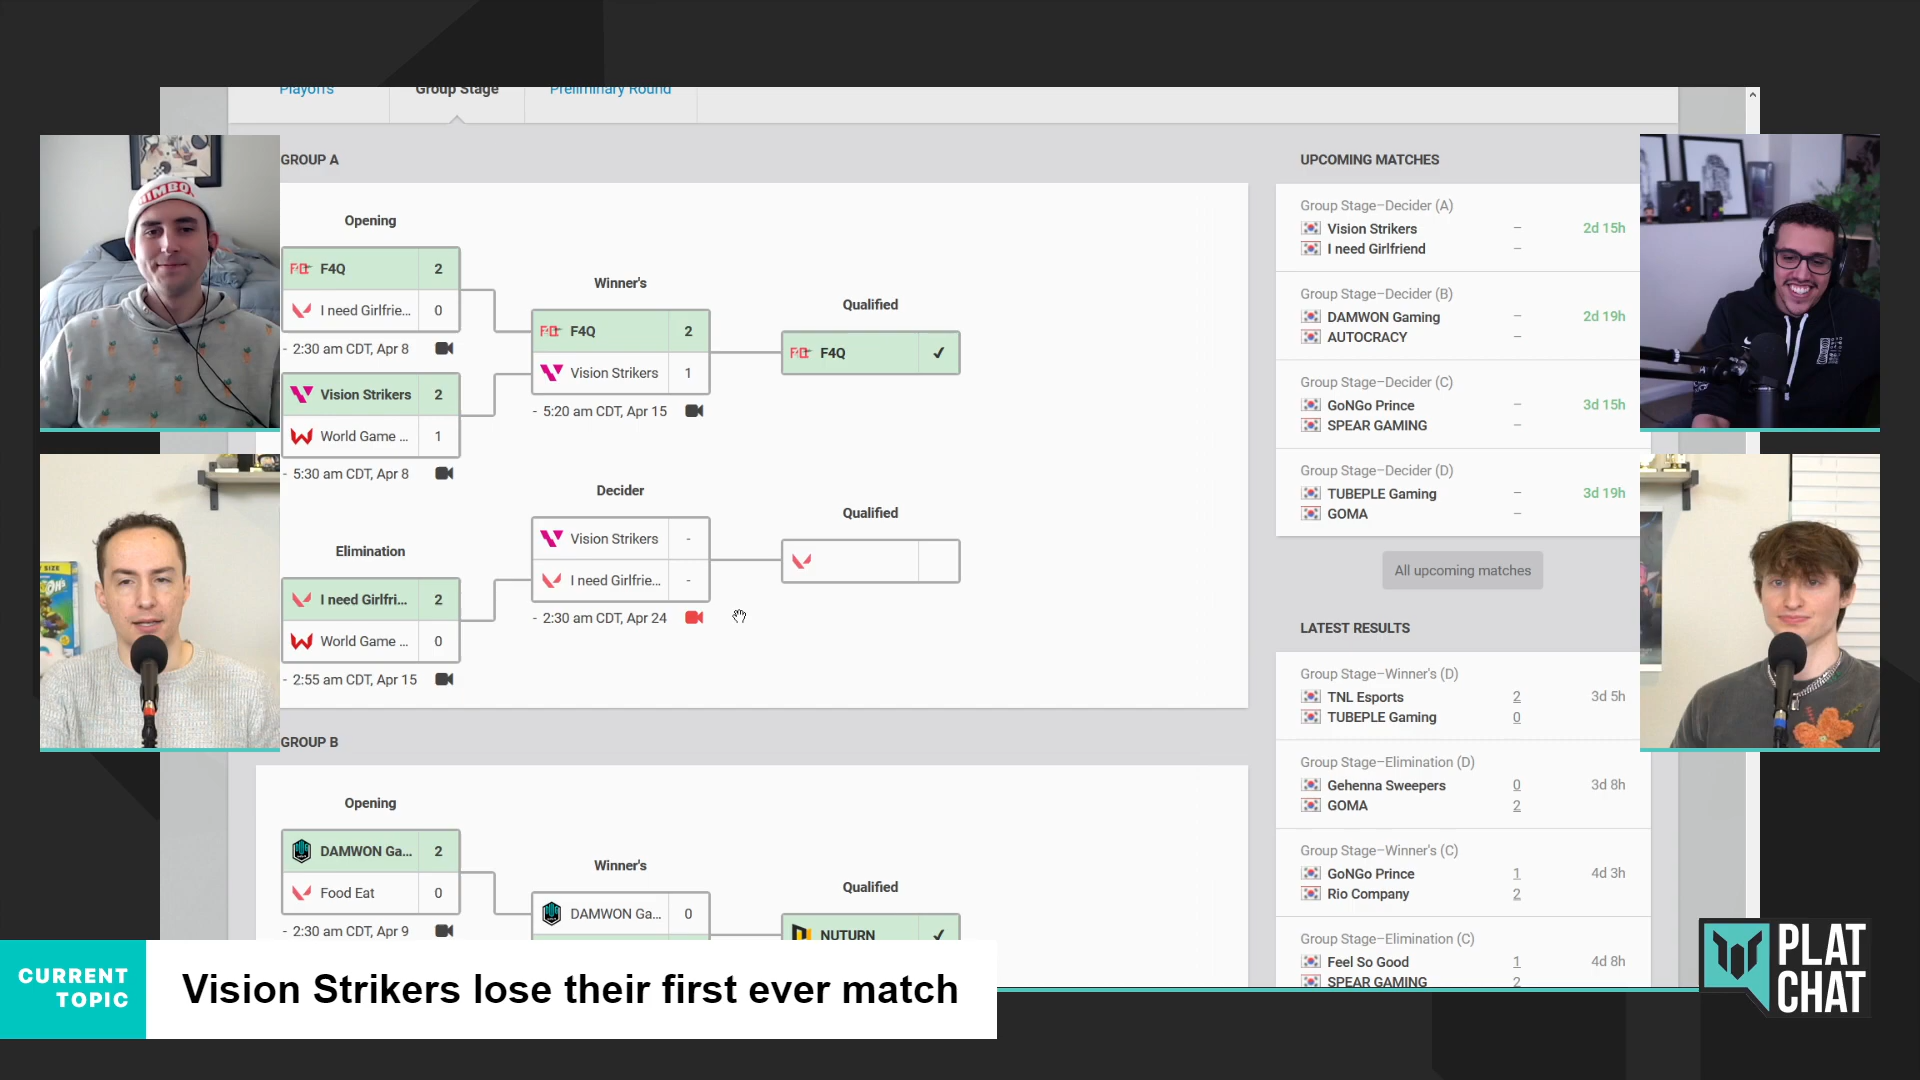 Playoffs
Group Stage
Preliminary Round
GROUP A
Opening
F4Q 2
I need Girlfrie... 0
- 2:30 am CDT, Apr 8
Vision Strikers 2
World Game ... 1
- 5:30 am CDT, Apr 8
Winner's
F4Q 2
Vision Strikers 1
- 5:20 am CDT, Apr 15
Qualified
F4Q ✓
Elimination
I need Girlfri... 2
World Game ... 0
- 2:55 am CDT, Apr 15
Decider
Vision Strikers -
I need Girlfrie... -
- 2:30 am CDT, Apr 24
Qualified
GROUP B
Opening
DAMWON Ga... 2
Food Eat 0
- 2:30 am CDT, Apr 9
Winner's
DAMWON Ga... 0
Qualified
NUTURN ✓
UPCOMING MATCHES
Group Stage–Decider (A)
Vision Strikers –
I need Girlfriend –
2d 15h
Group Stage–Decider (B)
DAMWON Gaming –
AUTOCRACY –
2d 19h
Group Stage–Decider (C)
GoNGo Prince –
SPEAR GAMING –
3d 15h
Group Stage–Decider (D)
TUBEPLE Gaming –
GOMA –
3d 19h
All upcoming matches
LATEST RESULTS
Group Stage–Winner's (D)
TNL Esports 2
TUBEPLE Gaming 0
3d 5h
Group Stage–Elimination (D)
Gehenna Sweepers 0
GOMA 2
3d 8h
Group Stage–Winner's (C)
GoNGo Prince 1
Rio Company 2
4d 3h
Group Stage–Elimination (C)
Feel So Good 1
SPEAR GAMING 2
4d 8h
CURRENT
TOPIC
Vision Strikers lose their first ever match
PLAT
CHAT